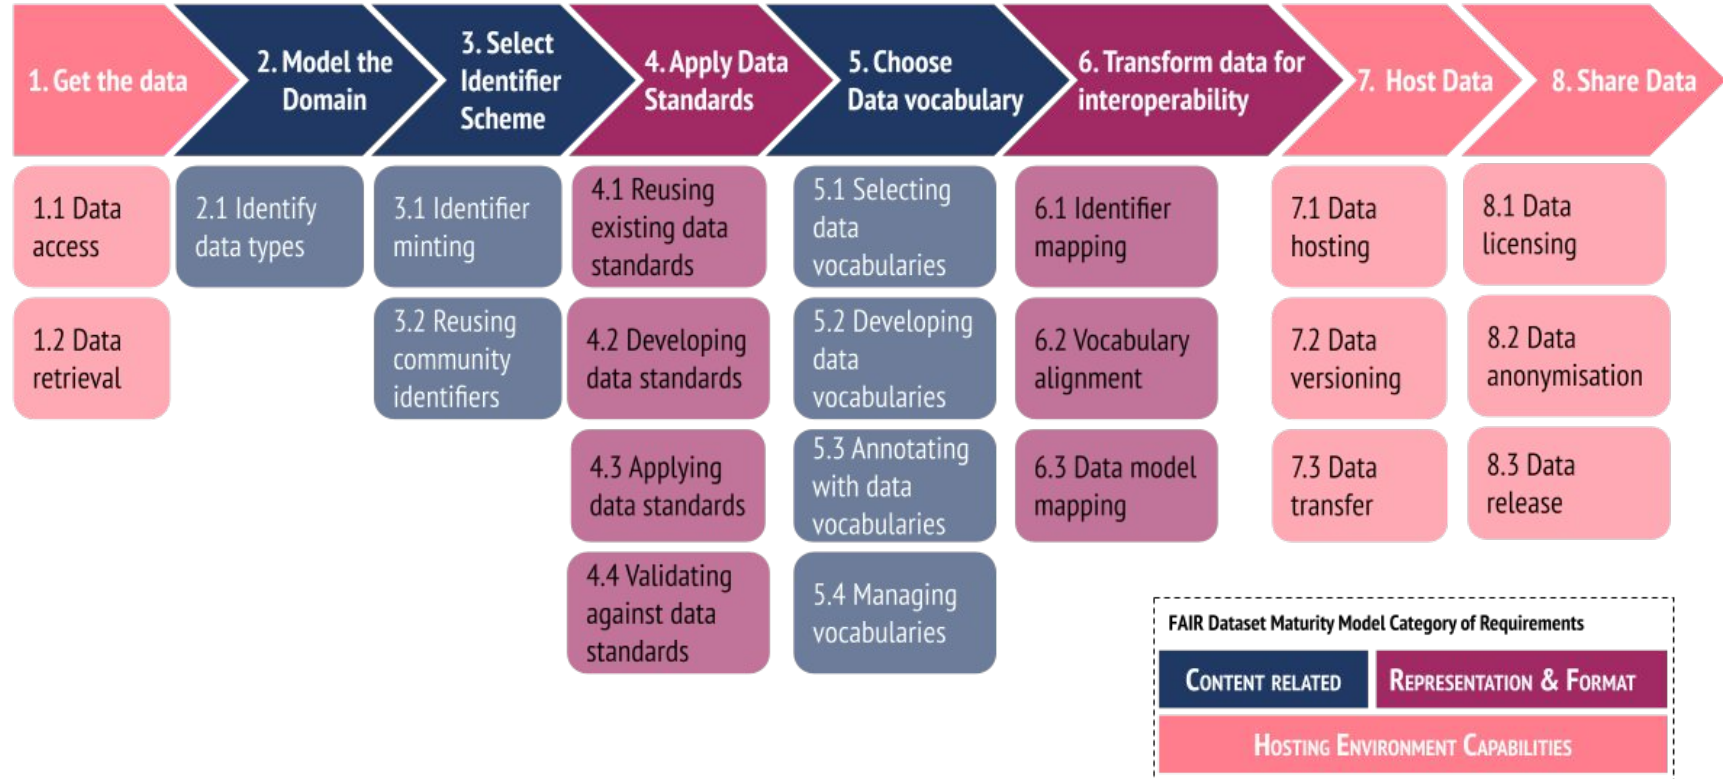 1. Get the data
2. Model the
Domain
3. Select
Identifier
Scheme
4. Apply Data
Standards
5. Choose
Data vocabulary
6. Transform data for
interoperability
7. Host Data
8. Share Data
1.1 Data
access
1.2 Data
retrieval
2.1 Identify
data types
3.1 Identifier
minting
3.2 Reusing
community
identifiers
4.1 Reusing
existing data
standards
4.2 Developing
data standards
4.3 Applying
data standards
4.4 Validating
against data
standards
5.1 Selecting
data
vocabularies
5.2 Developing
data
vocabularies
5.3 Annotating
with data
vocabularies
5.4 Managing
vocabularies
6.1 Identifier
mapping
6.2 Vocabulary
alignment
6.3 Data model
mapping
7.1 Data
hosting
7.2 Data
versioning
7.3 Data
transfer
8.1 Data
licensing
8.2 Data
anonymisation
8.3 Data
release
FAIR Dataset Maturity Model Category of Requirements
CONTENT RELATED
REPRESENTATION & FORMAT
HOSTING ENVIRONMENT CAPABILITIES